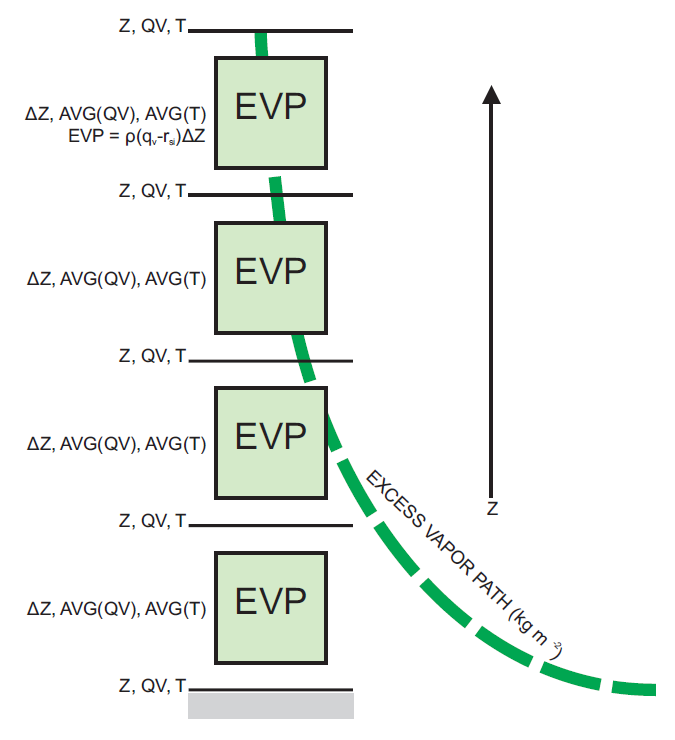 Z, QV, T
EVP
ΔZ, AVG(QV), AVG(T)
EVP = ρ(qᵥ-rₛᵢ)ΔZ
Z, QV, T
EVP
ΔZ, AVG(QV), AVG(T)
Z, QV, T
EVP
ΔZ, AVG(QV), AVG(T)
EXCESS VAPOR PATH (kg m⁻²)
Z
Z, QV, T
EVP
ΔZ, AVG(QV), AVG(T)
Z, QV, T